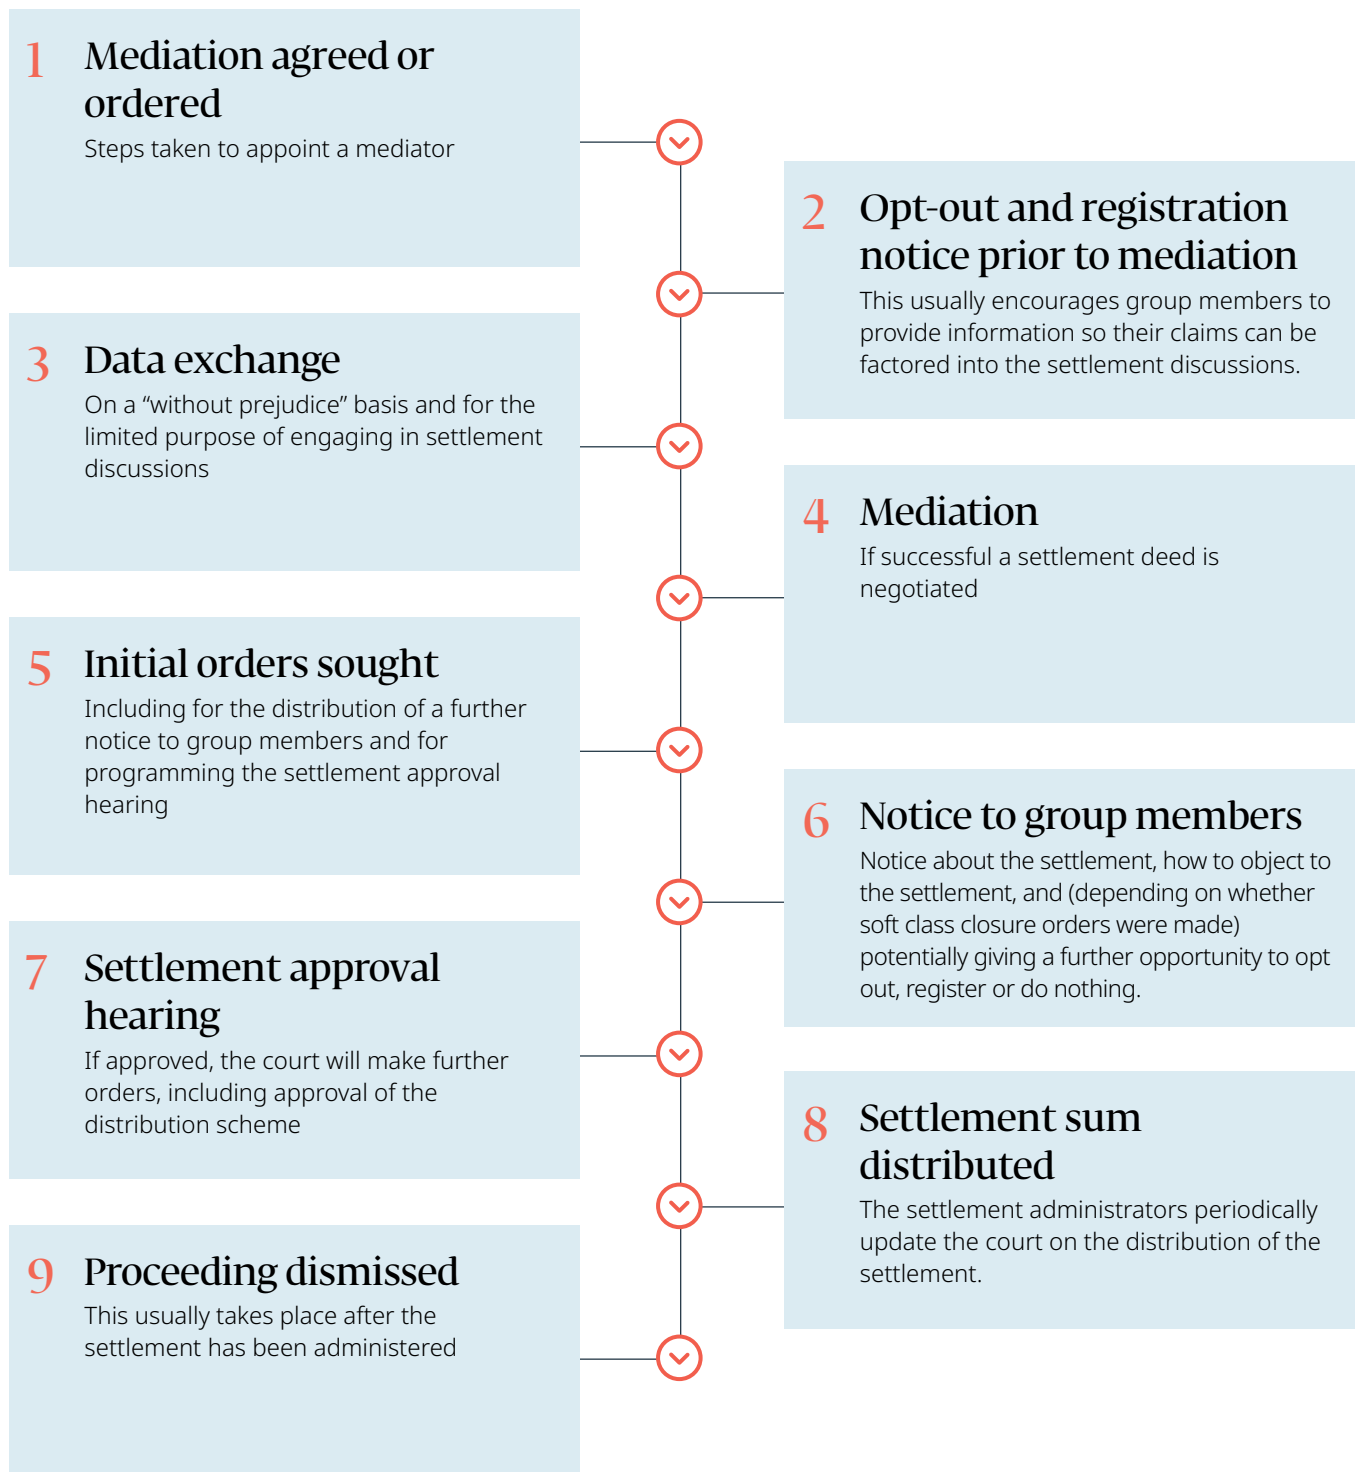 1
Mediation agreed or
ordered
Steps taken to appoint a mediator
2
Opt-out and registration
notice prior to mediation
This usually encourages group members to
provide information so their claims can be
factored into the settlement discussions.
3
Data exchange
On a “without prejudice” basis and for the
limited purpose of engaging in settlement
discussions
4
Mediation
If successful a settlement deed is
negotiated
5
Initial orders sought
Including for the distribution of a further
notice to group members and for
programming the settlement approval
hearing
6
Notice to group members
Notice about the settlement, how to object to
the settlement, and (depending on whether
soft class closure orders were made)
potentially giving a further opportunity to opt
out, register or do nothing.
7
Settlement approval
hearing
If approved, the court will make further
orders, including approval of the
distribution scheme
8
Settlement sum
distributed
The settlement administrators periodically
update the court on the distribution of the
settlement.
9
Proceeding dismissed
This usually takes place after the
settlement has been administered